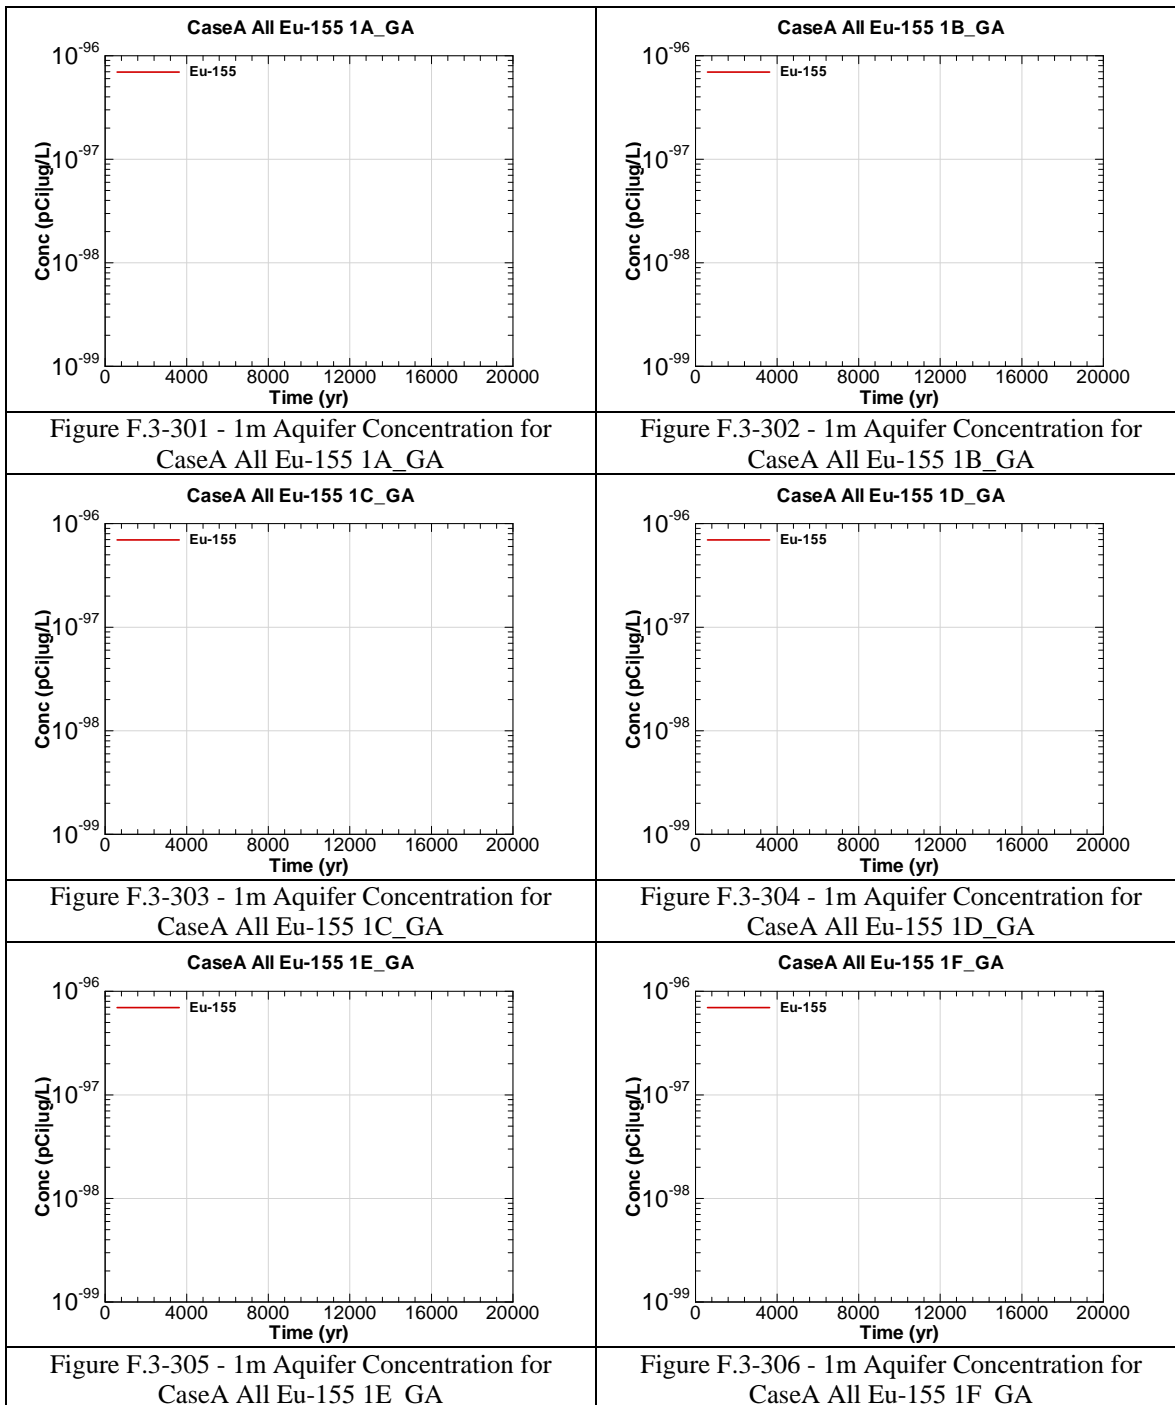 CaseA All Eu-155 1A_GA
Eu-155
10-96
10-97
10-98
10-99
Conc (pCi|ug/L)
0 4000 8000 12000 16000 20000
Time (yr)
Figure F.3-301 - 1m Aquifer Concentration for
CaseA All Eu-155 1A_GA
CaseA All Eu-155 1B_GA
Eu-155
10-96
10-97
10-98
10-99
Conc (pCi|ug/L)
0 4000 8000 12000 16000 20000
Time (yr)
Figure F.3-302 - 1m Aquifer Concentration for
CaseA All Eu-155 1B_GA
CaseA All Eu-155 1C_GA
Eu-155
10-96
10-97
10-98
10-99
Conc (pCi|ug/L)
0 4000 8000 12000 16000 20000
Time (yr)
Figure F.3-303 - 1m Aquifer Concentration for
CaseA All Eu-155 1C_GA
CaseA All Eu-155 1D_GA
Eu-155
10-96
10-97
10-98
10-99
Conc (pCi|ug/L)
0 4000 8000 12000 16000 20000
Time (yr)
Figure F.3-304 - 1m Aquifer Concentration for
CaseA All Eu-155 1D_GA
CaseA All Eu-155 1E_GA
Eu-155
10-96
10-97
10-98
10-99
Conc (pCi|ug/L)
0 4000 8000 12000 16000 20000
Time (yr)
Figure F.3-305 - 1m Aquifer Concentration for
CaseA All Eu-155 1E_GA
CaseA All Eu-155 1F_GA
Eu-155
10-96
10-97
10-98
10-99
Conc (pCi|ug/L)
0 4000 8000 12000 16000 20000
Time (yr)
Figure F.3-306 - 1m Aquifer Concentration for
CaseA All Eu-155 1F_GA